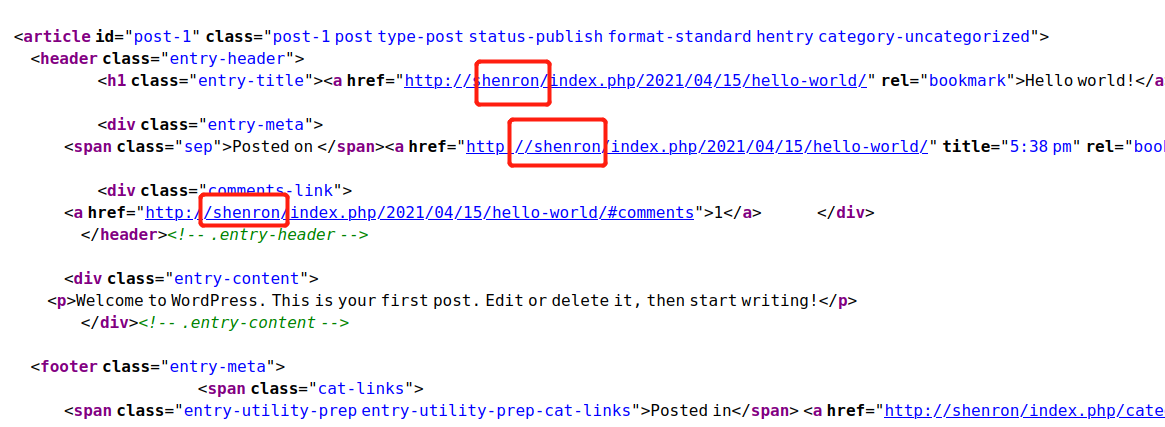 <article id="post-1" class="post-1 post type-post status-publish format-standard hentry category-uncategorized">
<header class="entry-header">
<h1 class="entry-title"><a href="http://shenron/index.php/2021/04/15/hello-world/" rel="bookmark">Hello world!</a
<div class="entry-meta">
<span class="sep">Posted on </span><a href="http://shenron/index.php/2021/04/15/hello-world/" title="5:38 pm" rel="boo
<div class="comments-link">
<a href="http://shenron/index.php/2021/04/15/hello-world/#comments">1</a> </div>
</header><!-- .entry-header -->
<div class="entry-content">
<p>Welcome to WordPress. This is your first post. Edit or delete it, then start writing!</p>
</div><!-- .entry-content -->
<footer class="entry-meta">
<span class="cat-links">
<span class="entry-utility-prep entry-utility-prep-cat-links">Posted in</span> <a href="http://shenron/index.php/cate